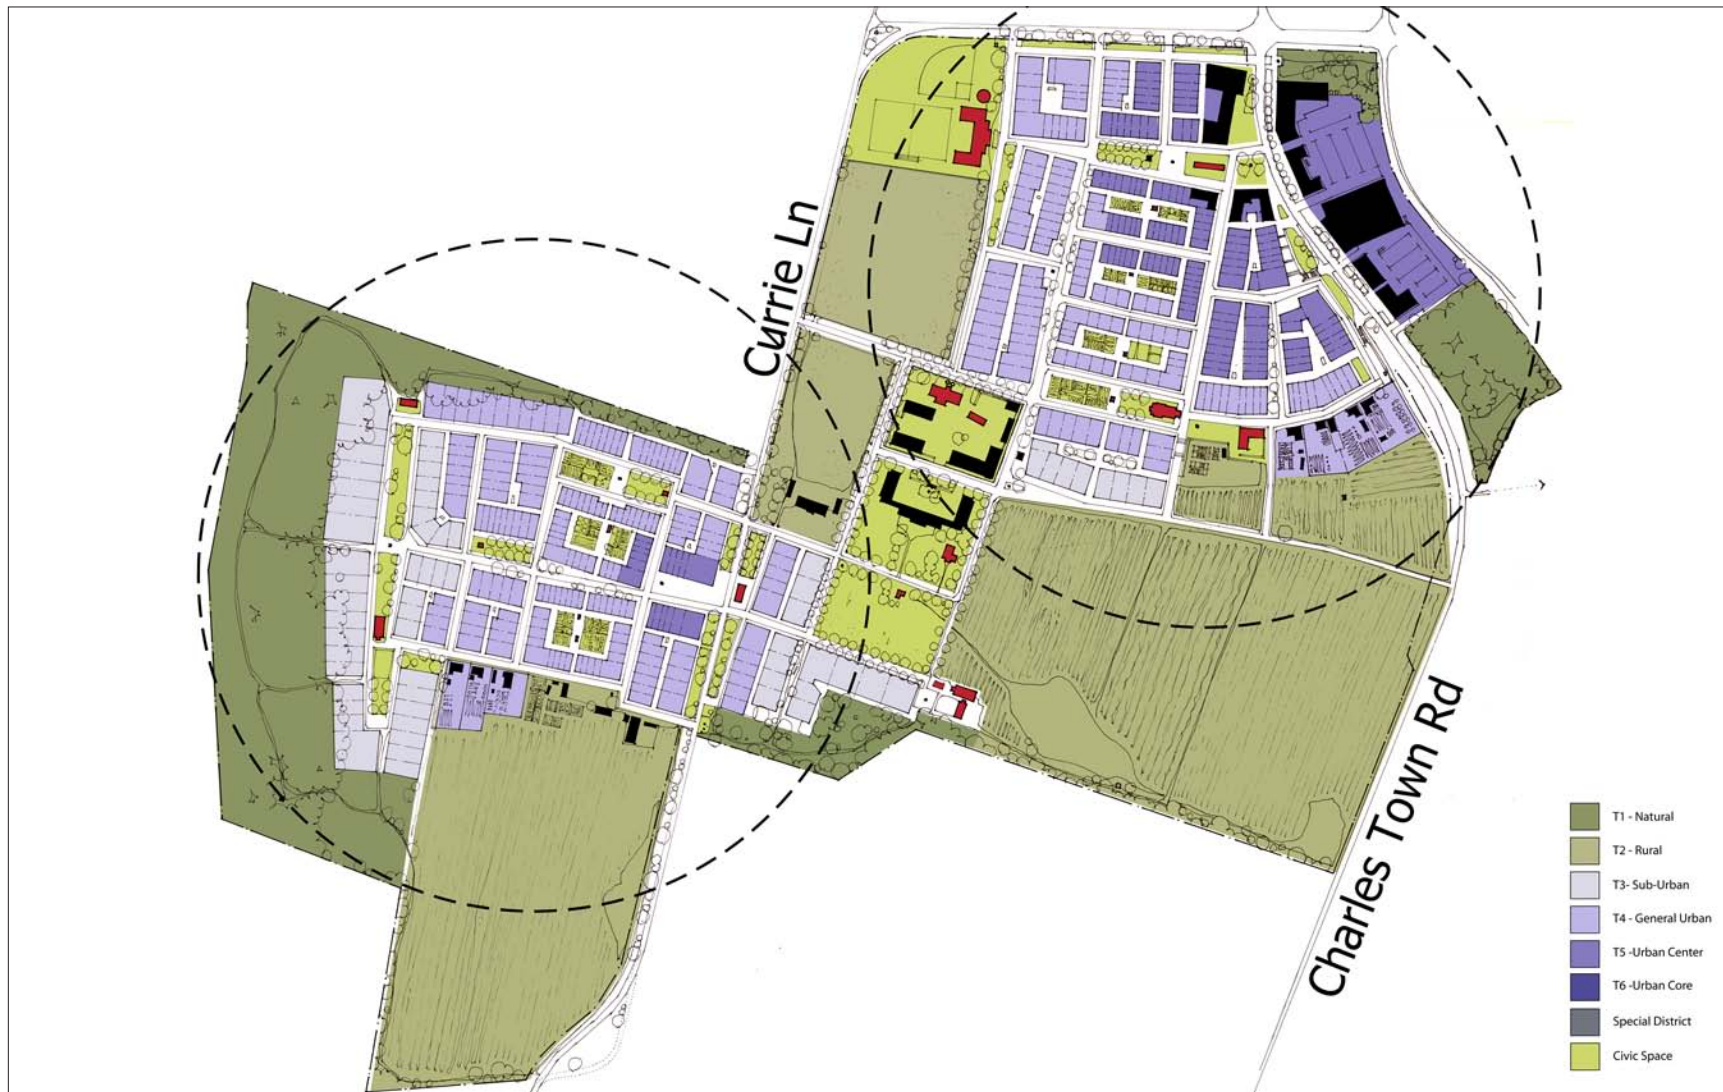 Currie Ln
Charles Town Rd
T1 - Natural
T2 - Rural
T3- Sub-Urban
T4 - General Urban
T5 -Urban Center
T6 -Urban Core
Special District
Civic Space